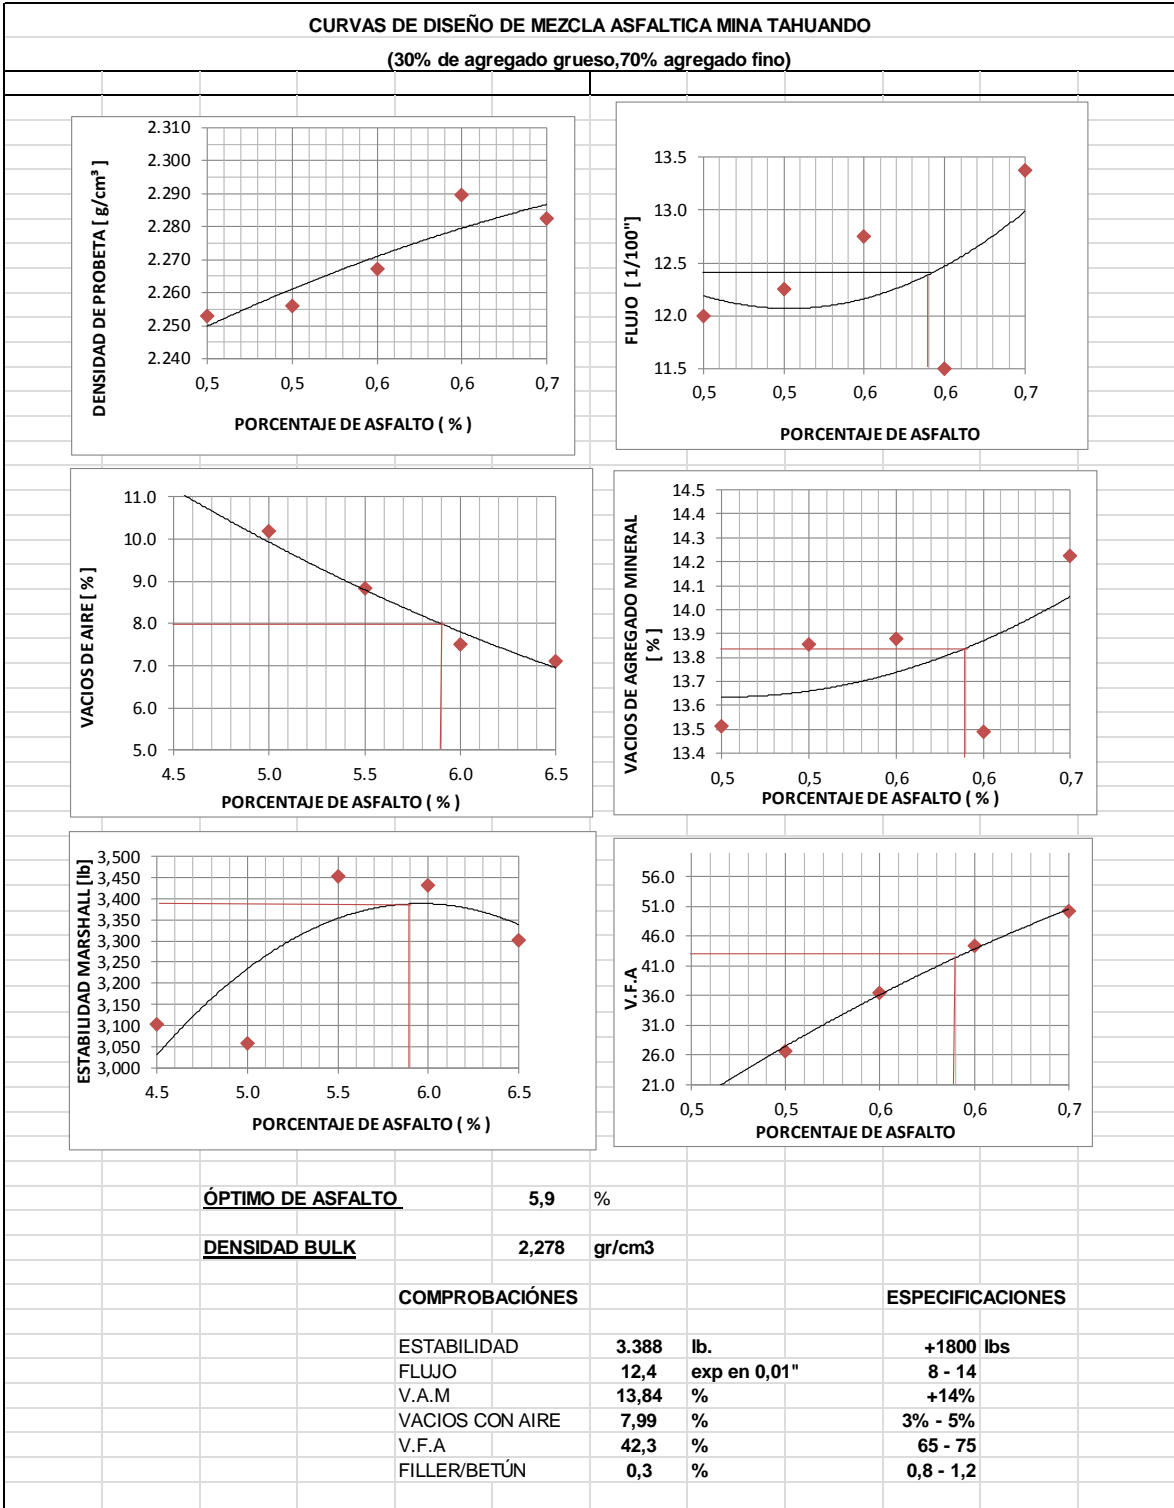 CURVAS DE DISEÑO DE MEZCLA ASFALTICA MINA TAHUANDO
(30% de agregado grueso,70% agregado fino)
DENSIDAD DE PROBETA [ g/cm³ ]
2.310
2.300
2.290
2.280
2.270
2.260
2.250
2.240
0,5 0,5 0,6 0,6 0,7
PORCENTAJE DE ASFALTO ( % )
FLUJO [ 1/100"]
13.5
13.0
12.5
12.0
11.5
0,5 0,5 0,6 0,6 0,7
PORCENTAJE DE ASFALTO
VACIOS DE AIRE [ % ]
11.0
10.0
9.0
8.0
7.0
6.0
5.0
4.5 5.0 5.5 6.0 6.5
PORCENTAJE DE ASFALTO ( % )
VACIOS DE AGREGADO MINERAL
[ % ]
14.5
14.4
14.3
14.2
14.1
14.0
13.9
13.8
13.7
13.6
13.5
13.4
0,5 0,5 0,6 0,6 0,7
PORCENTAJE DE ASFALTO ( % )
ESTABILIDAD MARSHALL [lb]
3,500
3,450
3,400
3,350
3,300
3,250
3,200
3,150
3,100
3,050
3,000
4.5 5.0 5.5 6.0 6.5
PORCENTAJE DE ASFALTO ( % )
V.F.A
56.0
51.0
46.0
41.0
36.0
31.0
26.0
21.0
0,5 0,5 0,6 0,6 0,7
PORCENTAJE DE ASFALTO
ÓPTIMO DE ASFALTO 5,9 %
DENSIDAD BULK 2,278 gr/cm3
COMPROBACIÓNES ESPECIFICACIONES
ESTABILIDAD 3.388 lb. +1800 lbs
FLUJO 12,4 exp en 0,01" 8 - 14
V.A.M 13,84 % +14%
VACIOS CON AIRE 7,99 % 3% - 5%
V.F.A 42,3 % 65 - 75
FILLER/BETÚN 0,3 % 0,8 - 1,2